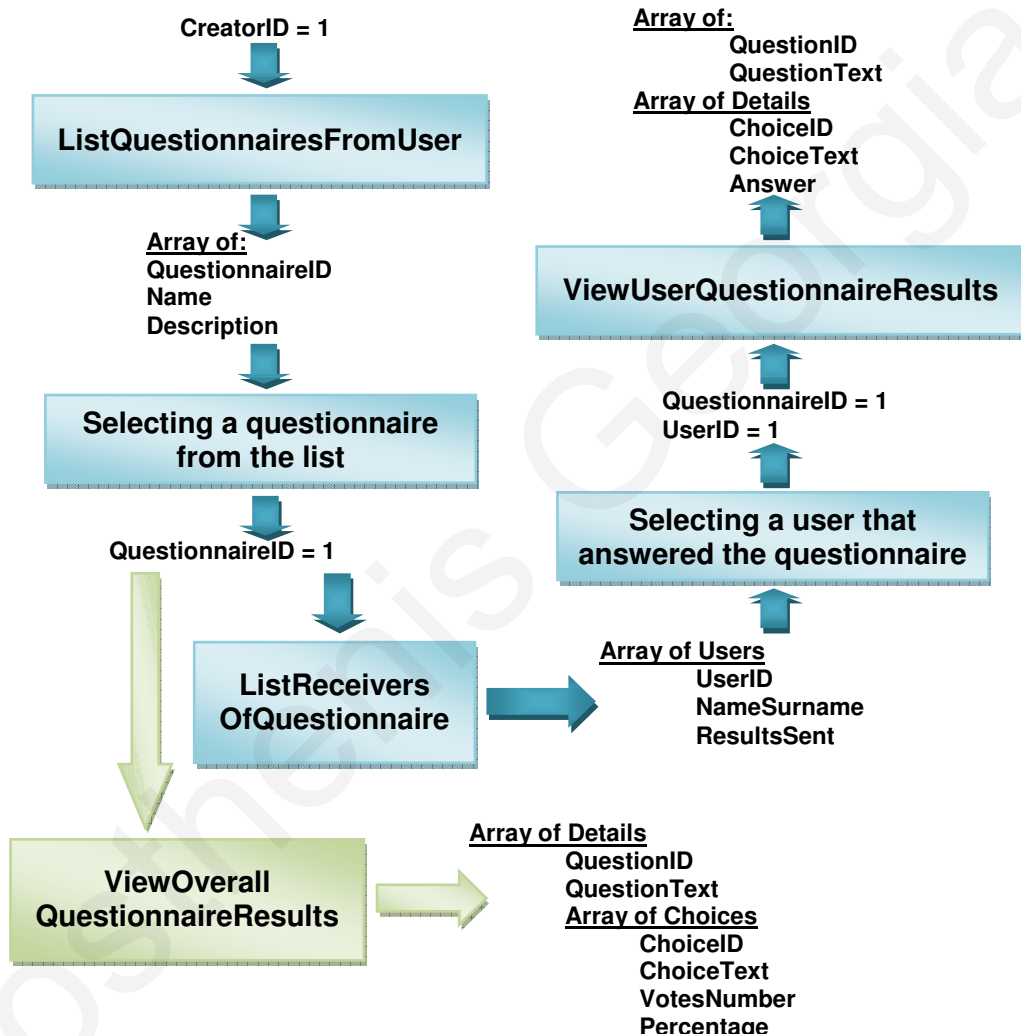 CreatorID = 1
ListQuestionnairesFromUser
Array of:
QuestionnaireID
Name
Description
Selecting a questionnaire
from the list
QuestionnaireID = 1
ListReceivers
OfQuestionnaire
Array of Users
UserID
NameSurname
ResultsSent
Selecting a user that
answered the questionnaire
QuestionnaireID = 1
UserID = 1
ViewUserQuestionnaireResults
Array of:
QuestionID
QuestionText
Array of Details
ChoiceID
ChoiceText
Answer
ViewOverall
QuestionnaireResults
Array of Details
QuestionID
QuestionText
Array of Choices
ChoiceID
ChoiceText
VotesNumber
Percentage